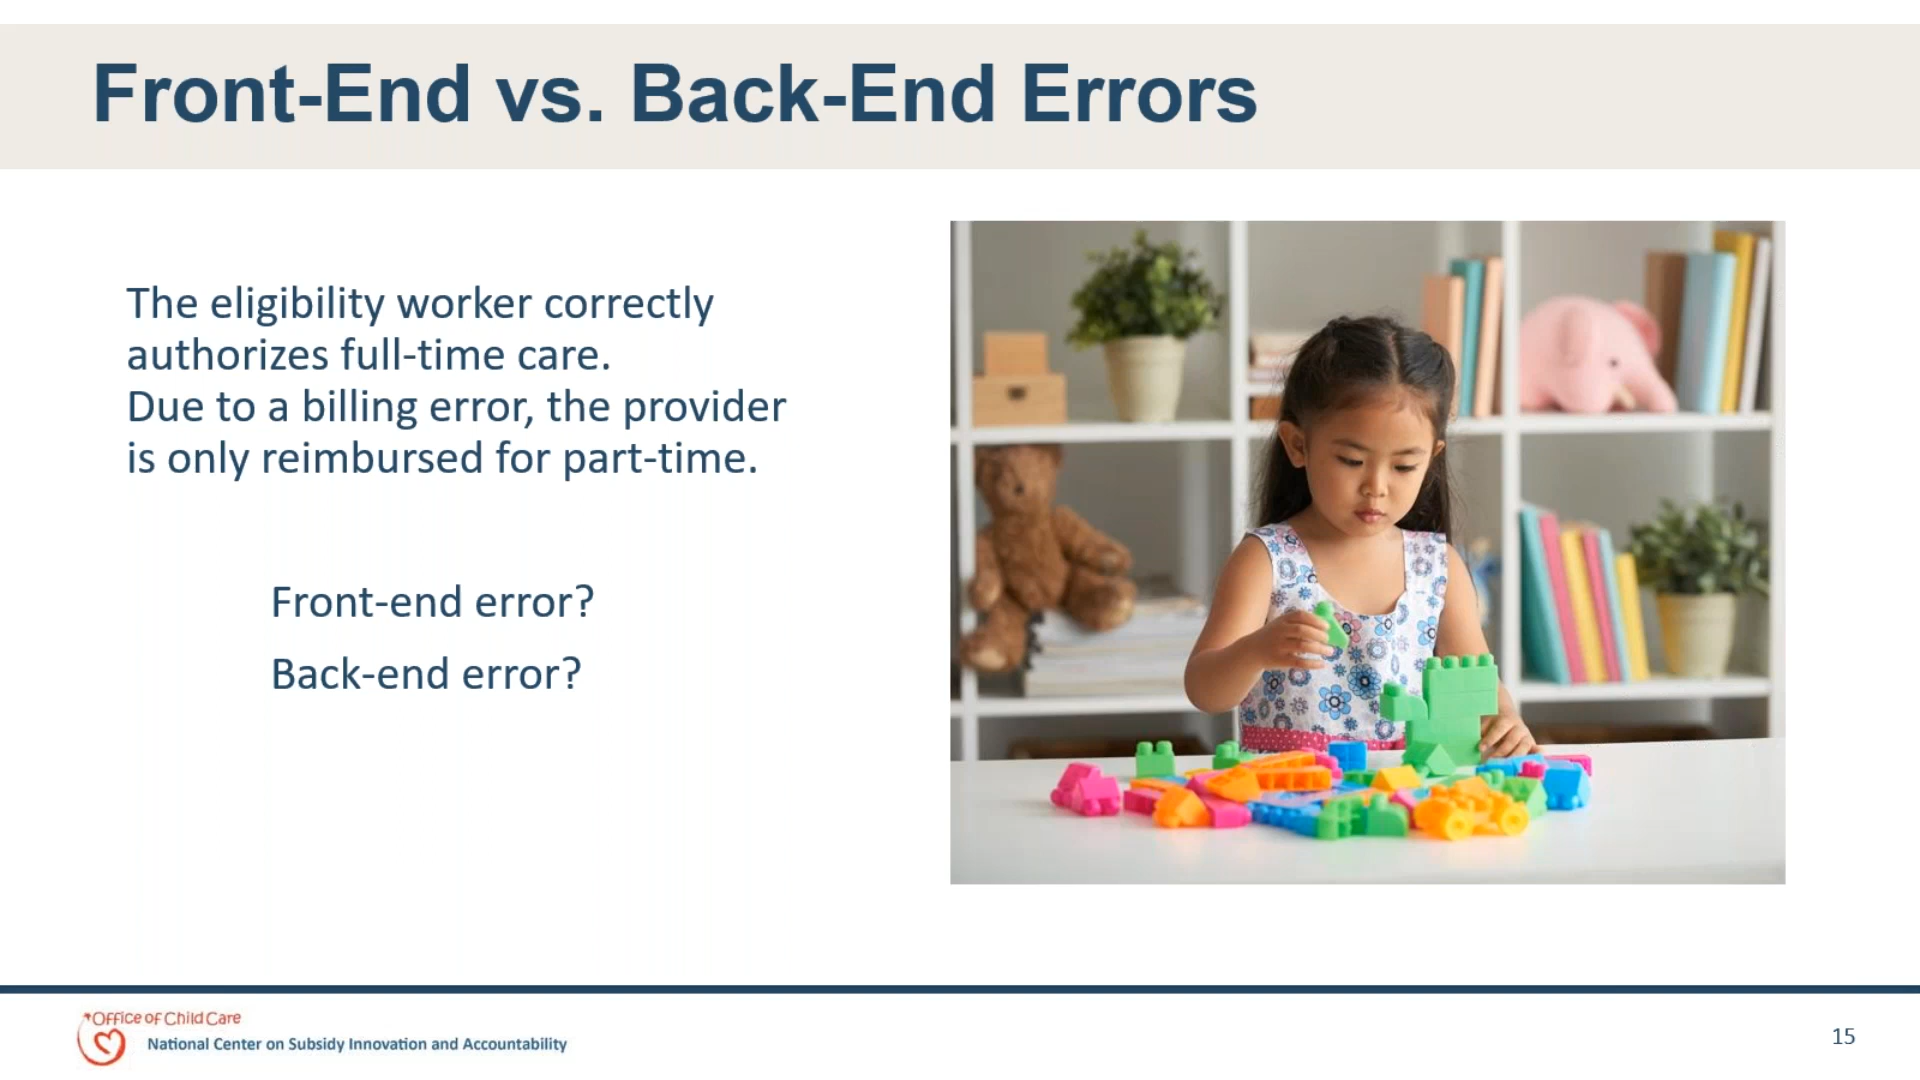 Front-End vs. Back-End Errors
The eligibility worker correctly
authorizes full-time care.
Due to a billing error, the provider
is only reimbursed for part-time.
Front-end error?
Back-end error?
Office of Child Care
National Center on Subsidy Innovation and Accountability
15